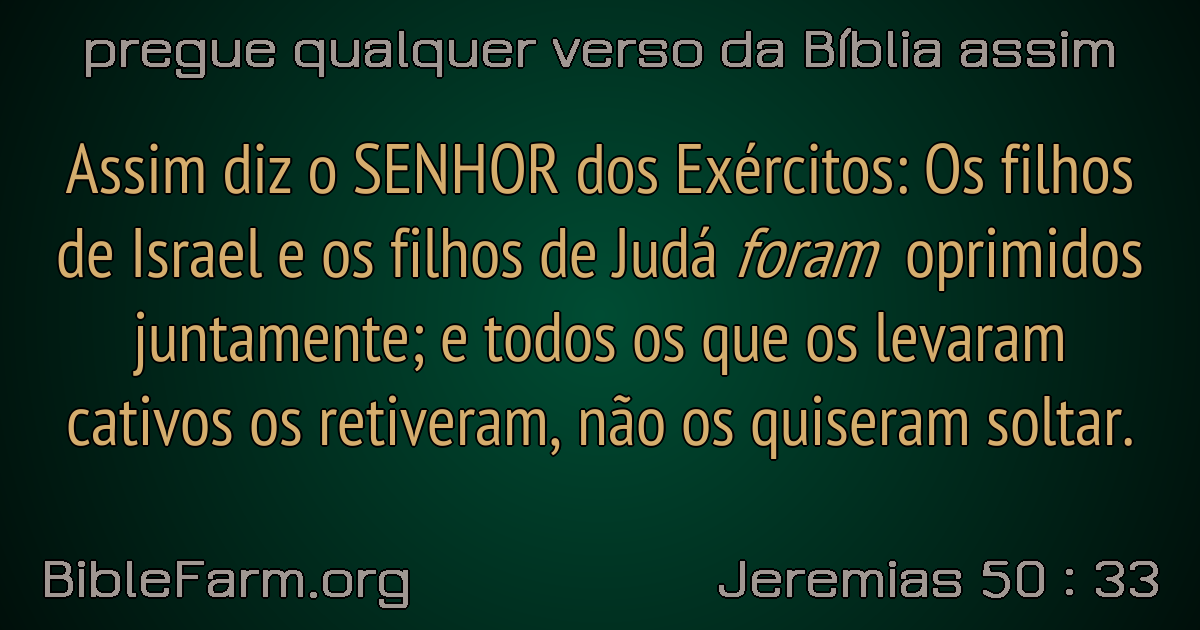 pregue qualquer verso da Bíblia assim
Assim diz o SENHOR dos Exércitos: Os filhos
de Israel e os filhos de Judá foram oprimidos
juntamente; e todos os que os levaram
cativos os retiveram, não os quiseram soltar.
BibleFarm.org
Jeremias 50 : 33